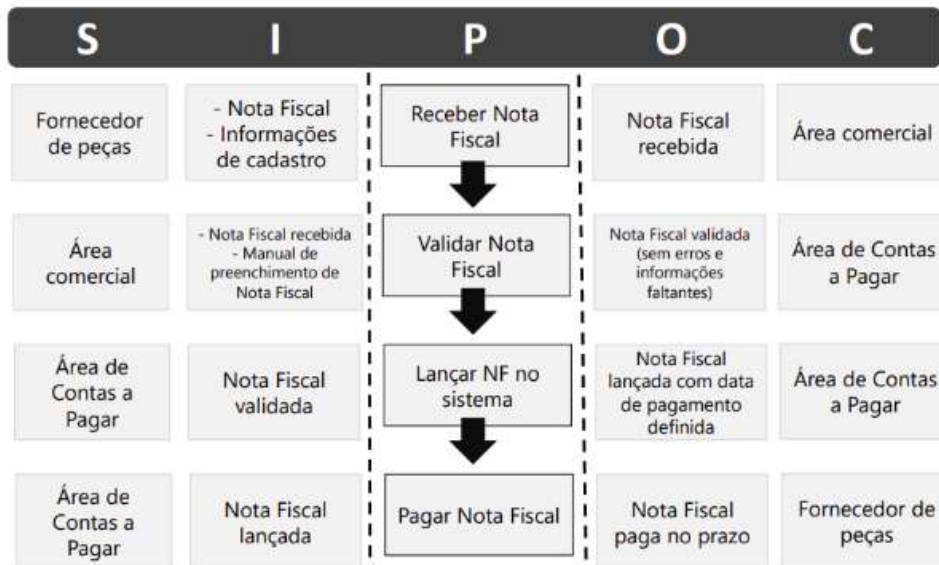 S I P O C
Fornecedor
de peças
- Nota Fiscal
- Informações
de cadastro
Receber Nota
Fiscal
Nota Fiscal
recebida
Área comercial
Área
comercial
- Nota Fiscal recebida
- Manual de
preenchimento de
Nota Fiscal
Validar Nota
Fiscal
Nota Fiscal validada
(sem erros e
informações
faltantes)
Área de Contas
a Pagar
Área de
Contas a
Pagar
Nota Fiscal
validada
Lançar NF no
sistema
Nota Fiscal
lançada com data
de pagamento
definida
Área de Contas
a Pagar
Área de
Contas a
Pagar
Nota Fiscal
lançada
Pagar Nota Fiscal
Nota Fiscal
paga no prazo
Fornecedor de
peças